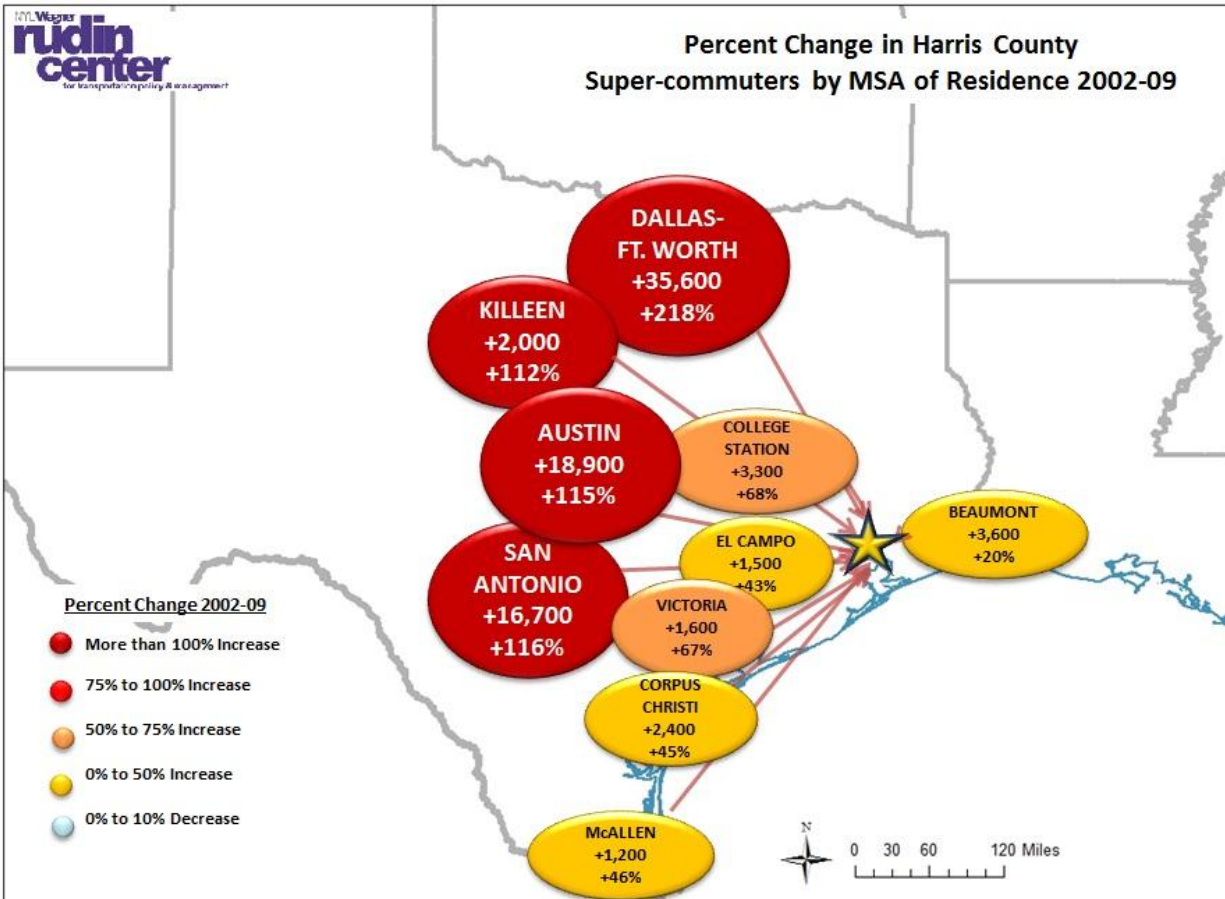 NYU Wagner
rudin
center
for transportation policy & management
Percent Change in Harris County
Super-commuters by MSA of Residence 2002-09
DALLAS-
FT. WORTH
+35,600
+218%
KILLEEN
+2,000
+112%
AUSTIN
+18,900
+115%
COLLEGE
STATION
+3,300
+68%
BEAUMONT
+3,600
+20%
EL CAMPO
+1,500
+43%
SAN
ANTONIO
+16,700
+116%
VICTORIA
+1,600
+67%
CORPUS
CHRISTI
+2,400
+45%
McALLEN
+1,200
+46%
Percent Change 2002-09
More than 100% Increase
75% to 100% Increase
50% to 75% Increase
0% to 50% Increase
0% to 10% Decrease
N
0 30 60 120 Miles